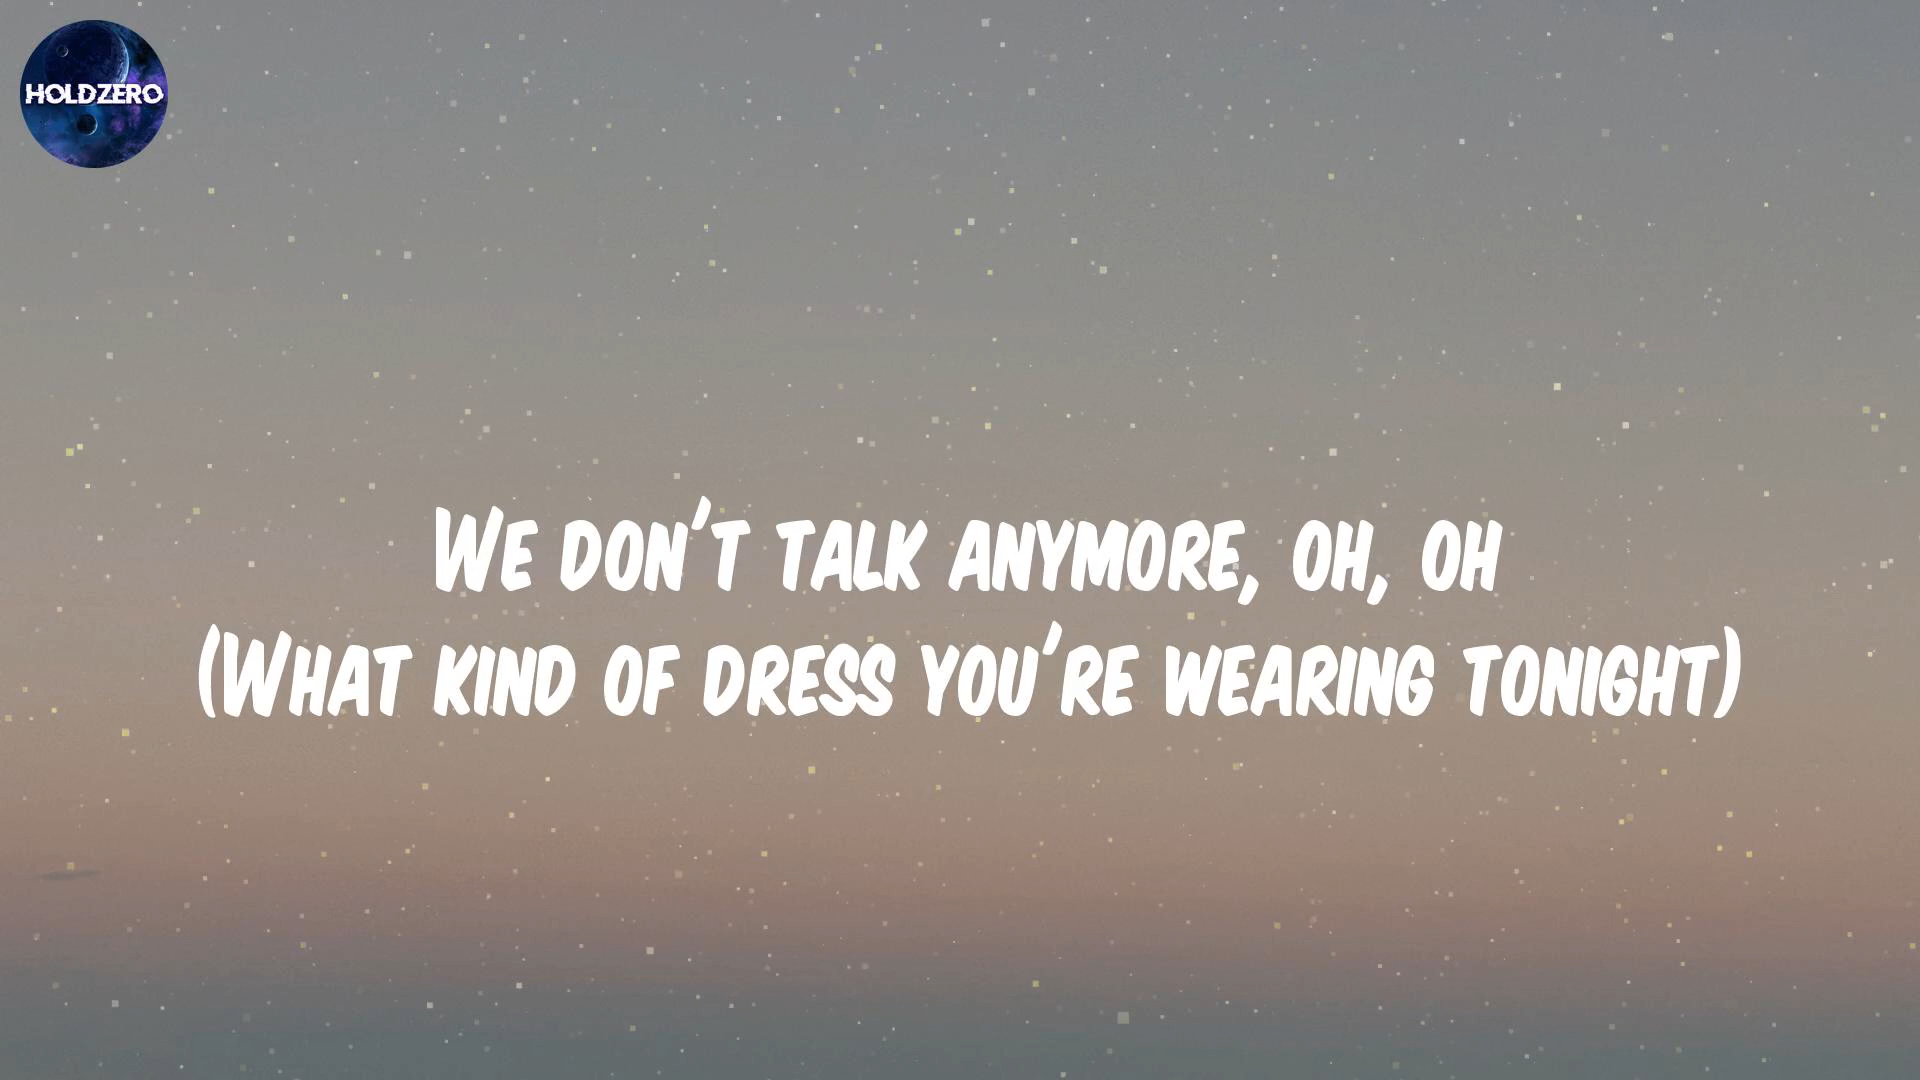 HOLDZERO
We don't talk anymore, oh, oh
(What kind of dress you're wearing tonight)